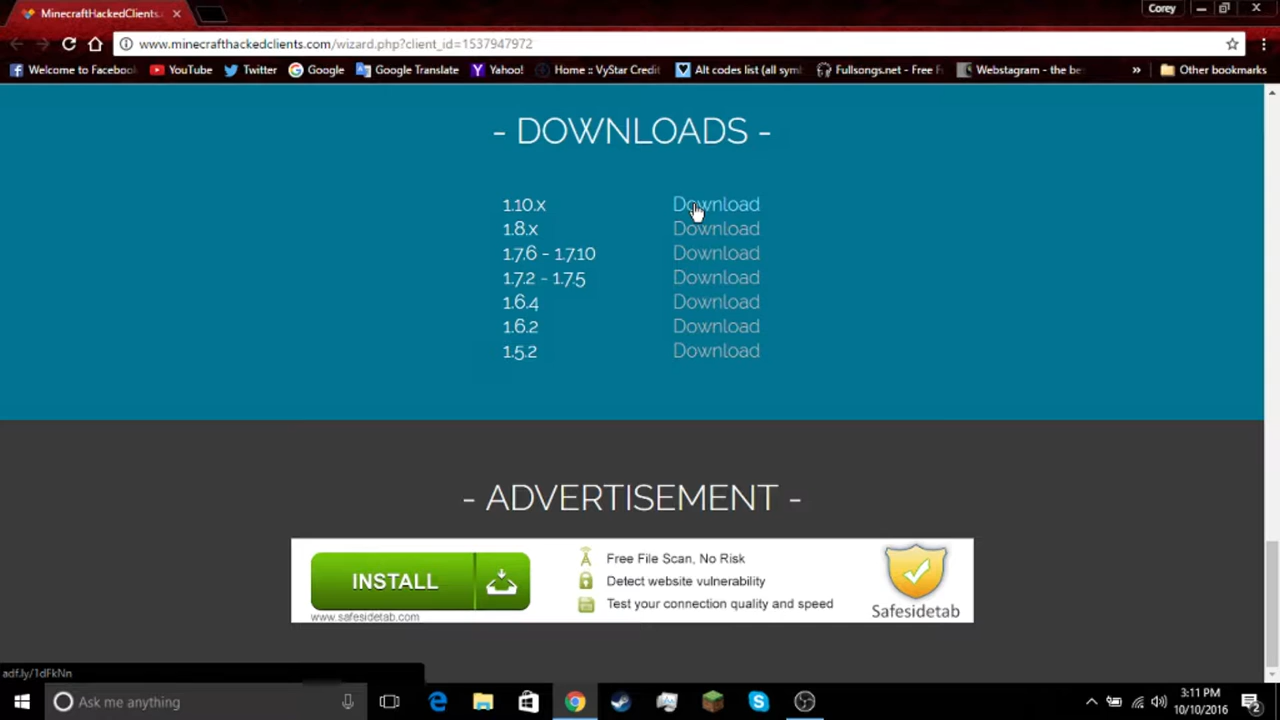 MinecraftHackedClients.
Corey
www.minecrafthackedclients.com/wizard.php?client_id=1537947972
Welcome to Facebook YouTube Twitter Google Google Translate Yahoo! Home :: VyStar Credit Alt codes list (all sym Fullsongs.net - Free F Webstagram - the be » Other bookmarks
- DOWNLOADS -
1.10.x Download
1.8.x Download
1.7.6 - 1.7.10 Download
1.7.2 - 1.7.5 Download
1.6.4 Download
1.6.2 Download
1.5.2 Download
- ADVERTISEMENT -
INSTALL
www.safesidetab.com
Free File Scan, No Risk
Detect website vulnerability
Test your connection quality and speed
Safesidetab
adf.ly/1dFkNn
Ask me anything
3:11 PM
10/10/2016
2